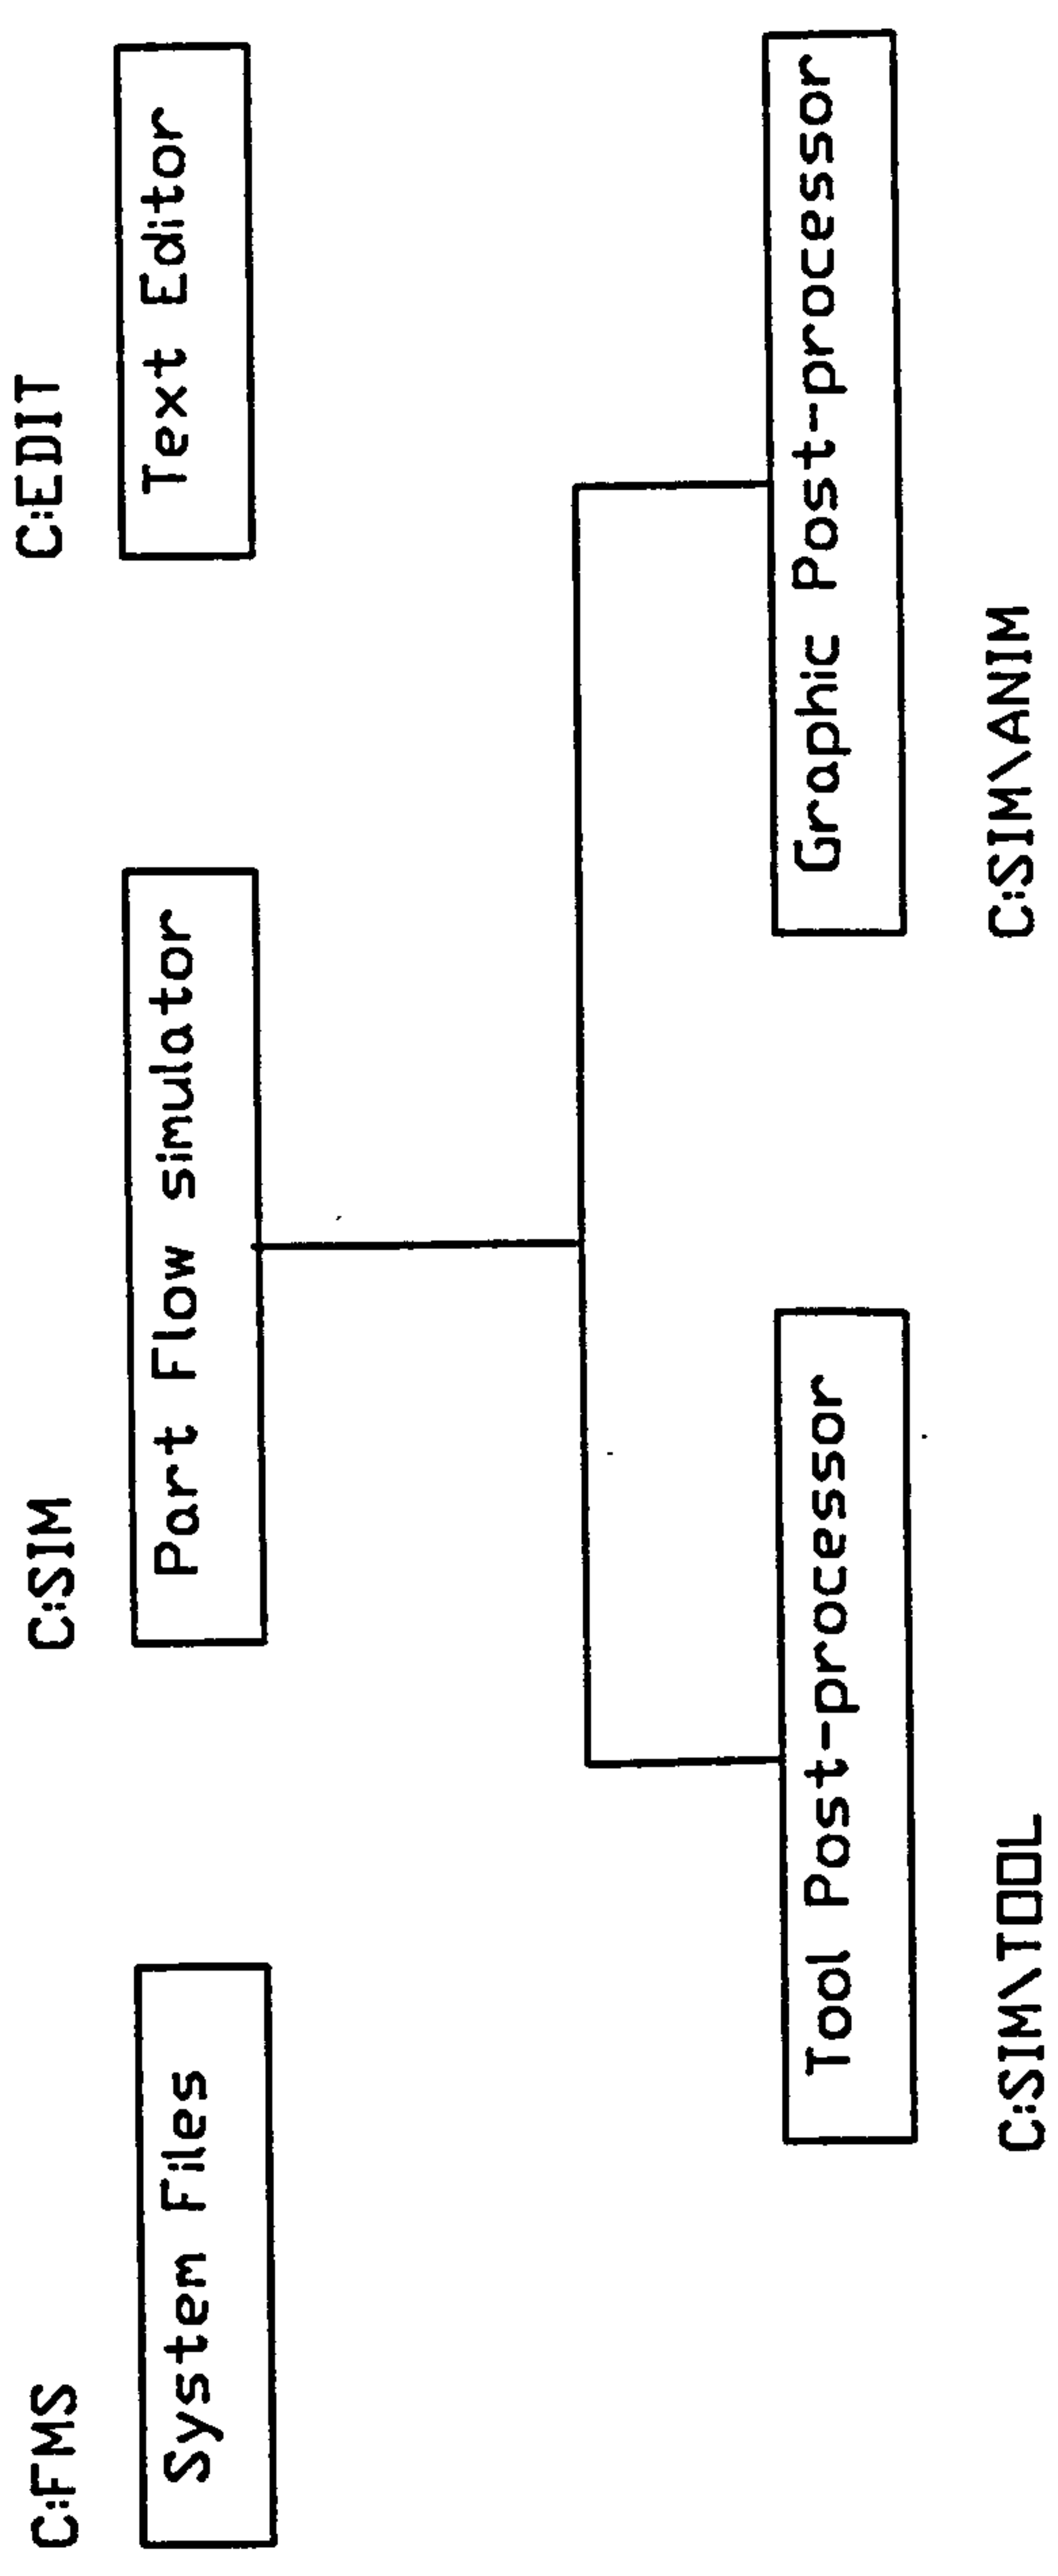 C:FMS
System Files
C:SIM
Part Flow simulator
C:EDIT
Text Editor
Tool Post-processor
C:SIM\TOOL
Graphic Post-processor
C:SIM\ANIM